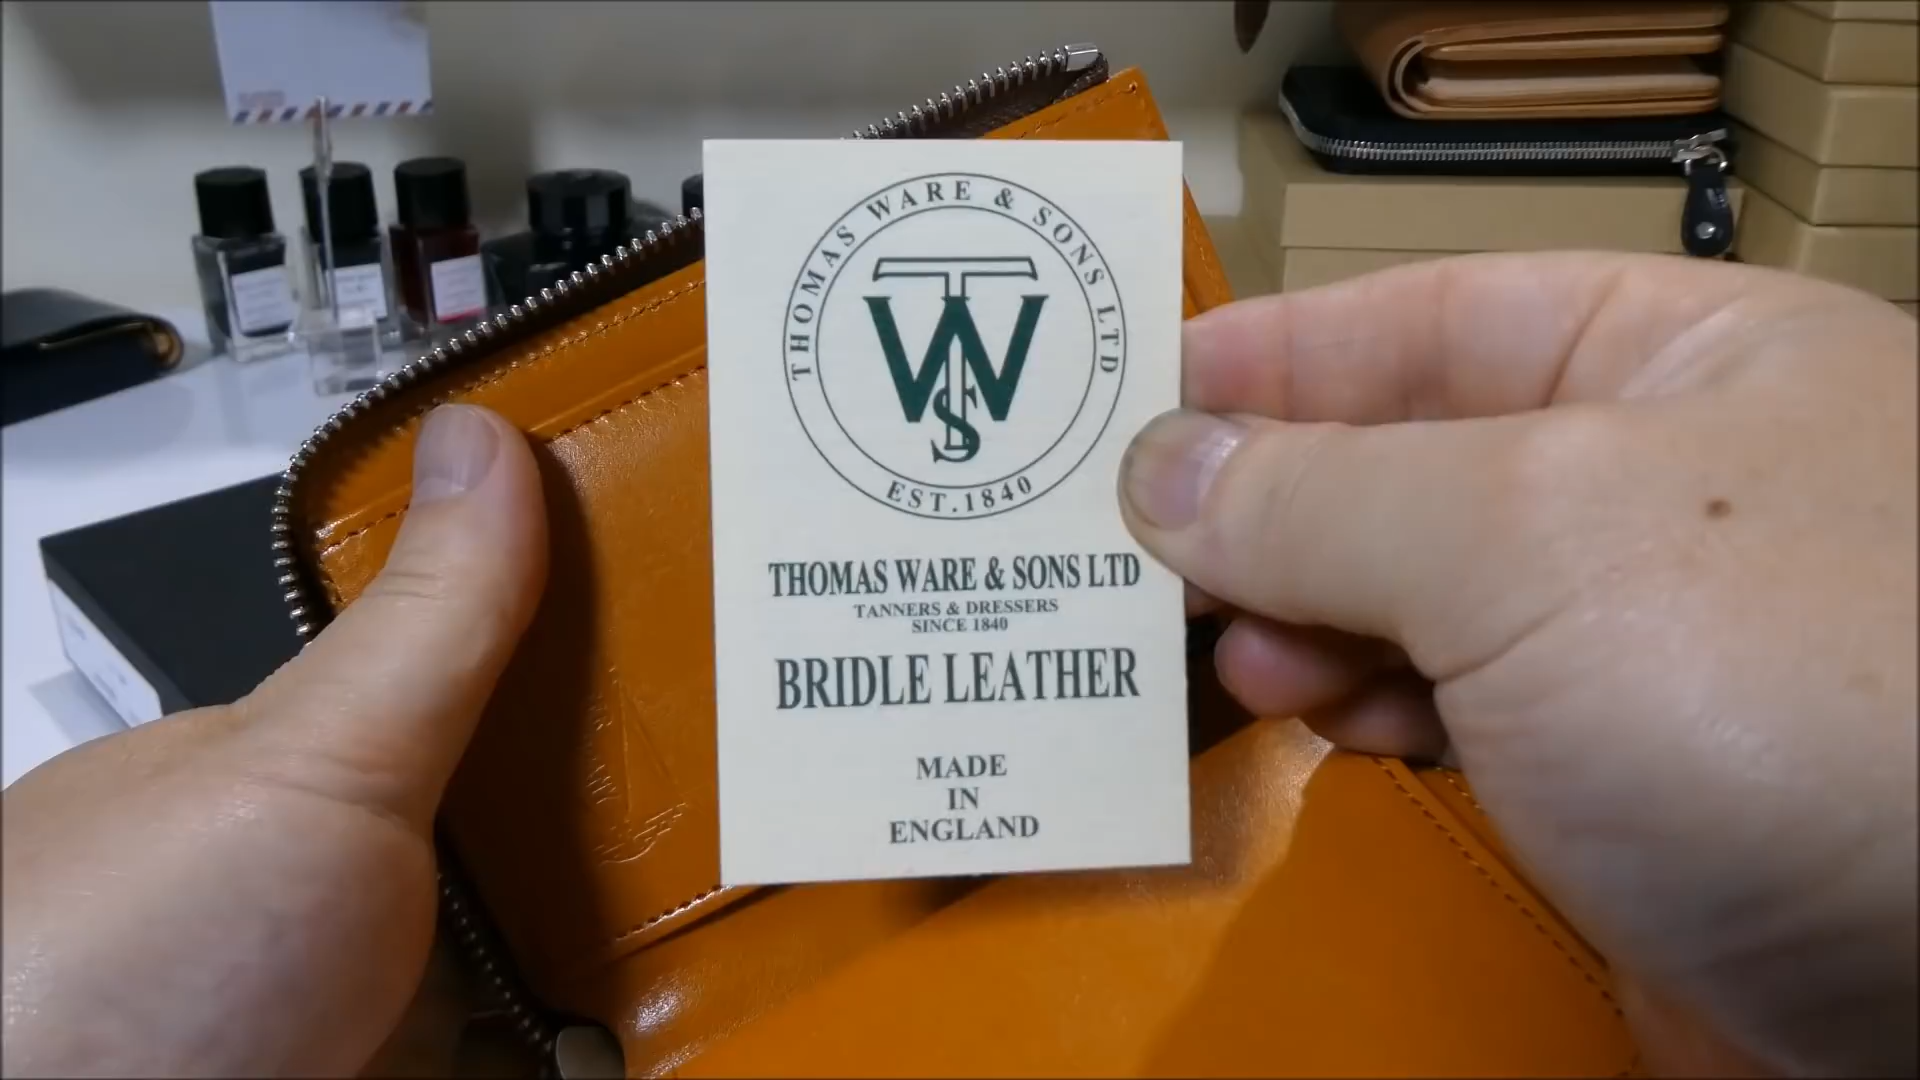 THOMAS WARE & SONS LTD
TWS
EST.1840
THOMAS WARE & SONS LTD
TANNERS & DRESSERS
SINCE 1840
BRIDLE LEATHER
MADE
IN
ENGLAND